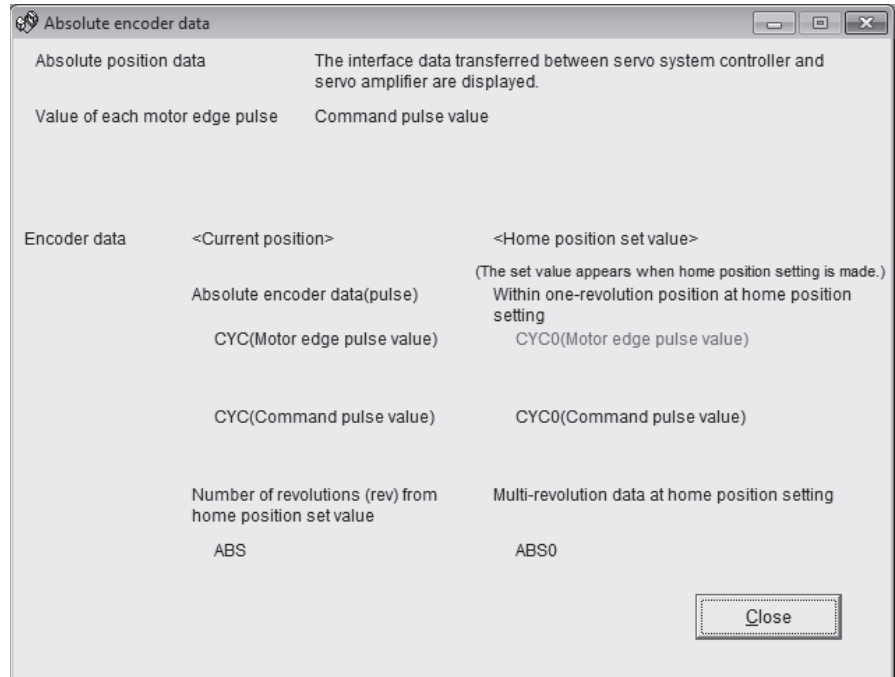 Absolute encoder data
Absolute position data The interface data transferred between servo system controller and
servo amplifier are displayed.
Value of each motor edge pulse Command pulse value
Encoder data <Current position> <Home position set value>
(The set value appears when home position setting is made.)
Absolute encoder data(pulse) Within one-revolution position at home position
setting
CYC(Motor edge pulse value) CYC0(Motor edge pulse value)
CYC(Command pulse value) CYC0(Command pulse value)
Number of revolutions (rev) from Multi-revolution data at home position setting
home position set value
ABS ABS0
Close